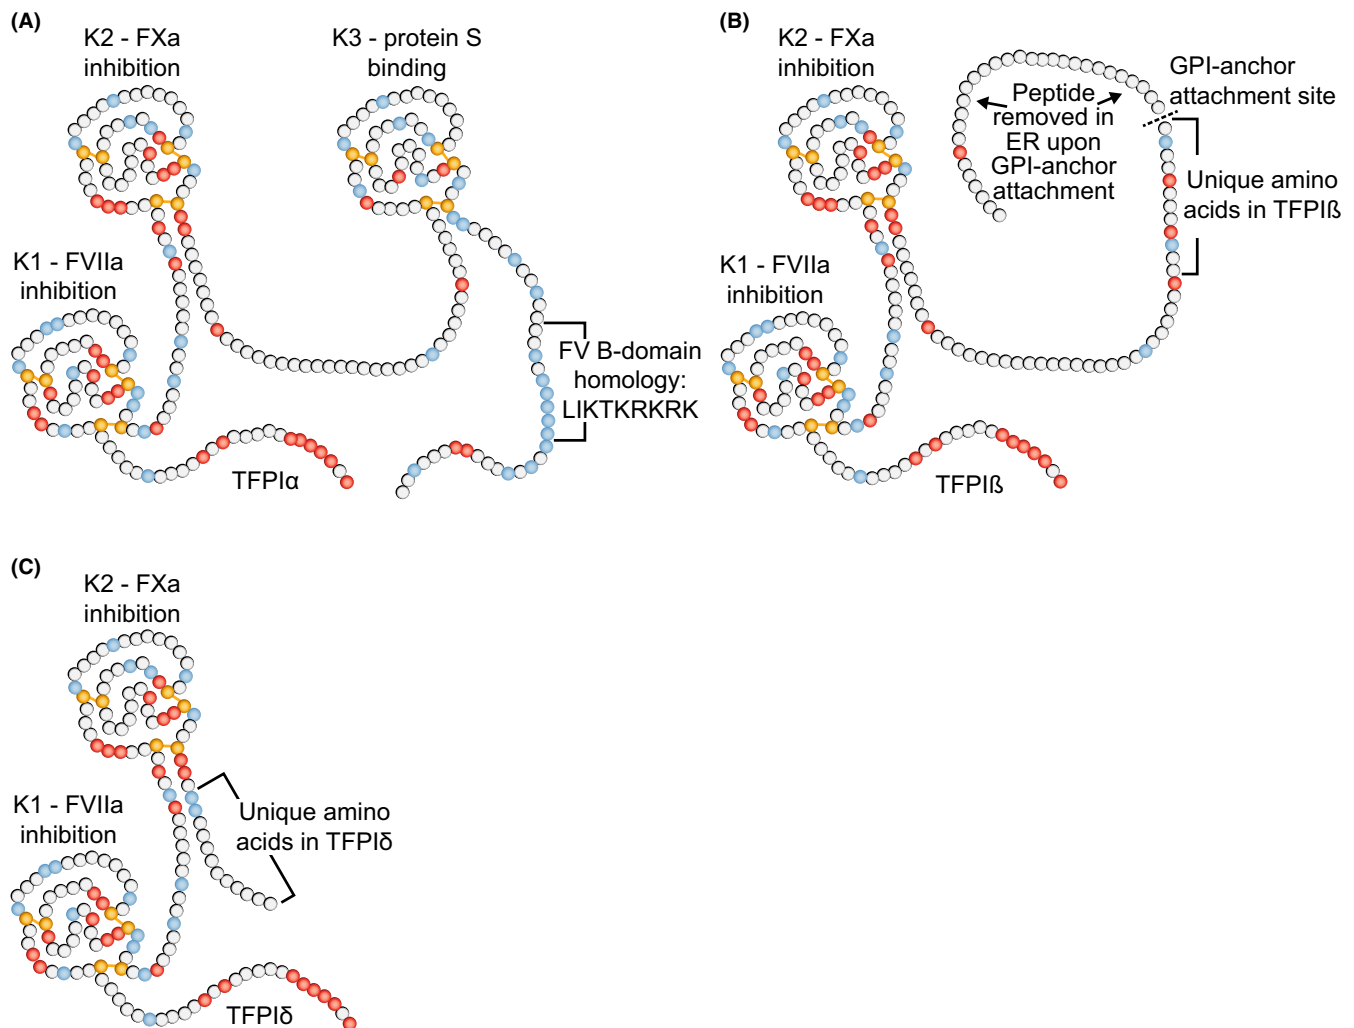 (A)
K2 - FXa
inhibition
K3 - protein S
binding
K1 - FVIIa
inhibition
FV B-domain
homology:
LIKTKRKRK
TFPIα
(B)
K2 - FXa
inhibition
Peptide
removed in
ER upon
GPI-anchor
attachment
GPI-anchor
attachment site
Unique amino
acids in TFPIß
K1 - FVIIa
inhibition
TFPIß
(C)
K2 - FXa
inhibition
K1 - FVIIa
inhibition
Unique amino
acids in TFPIδ
TFPIδ